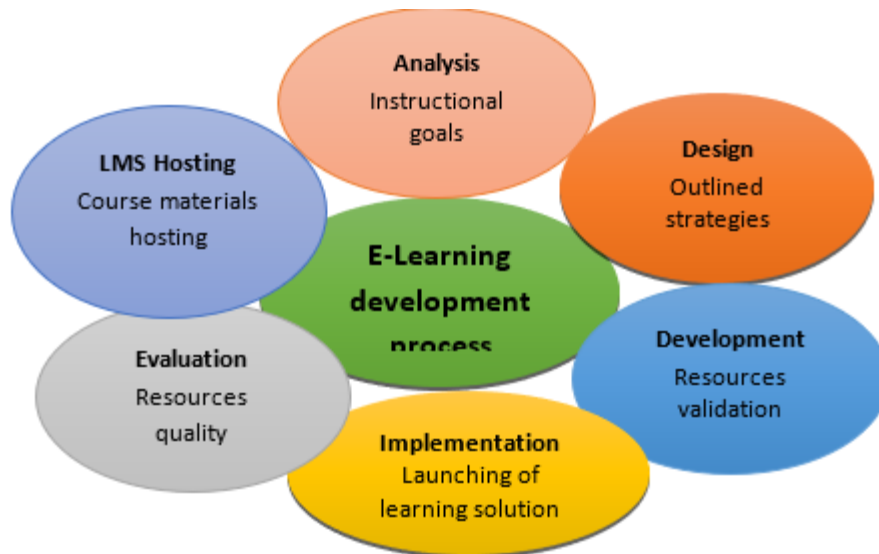 Analysis
Instructional
goals
Design
Outlined
strategies
Development
Resources
validation
Implementation
Launching of
learning solution
Evaluation
Resources
quality
LMS Hosting
Course materials
hosting
E-Learning
development
process